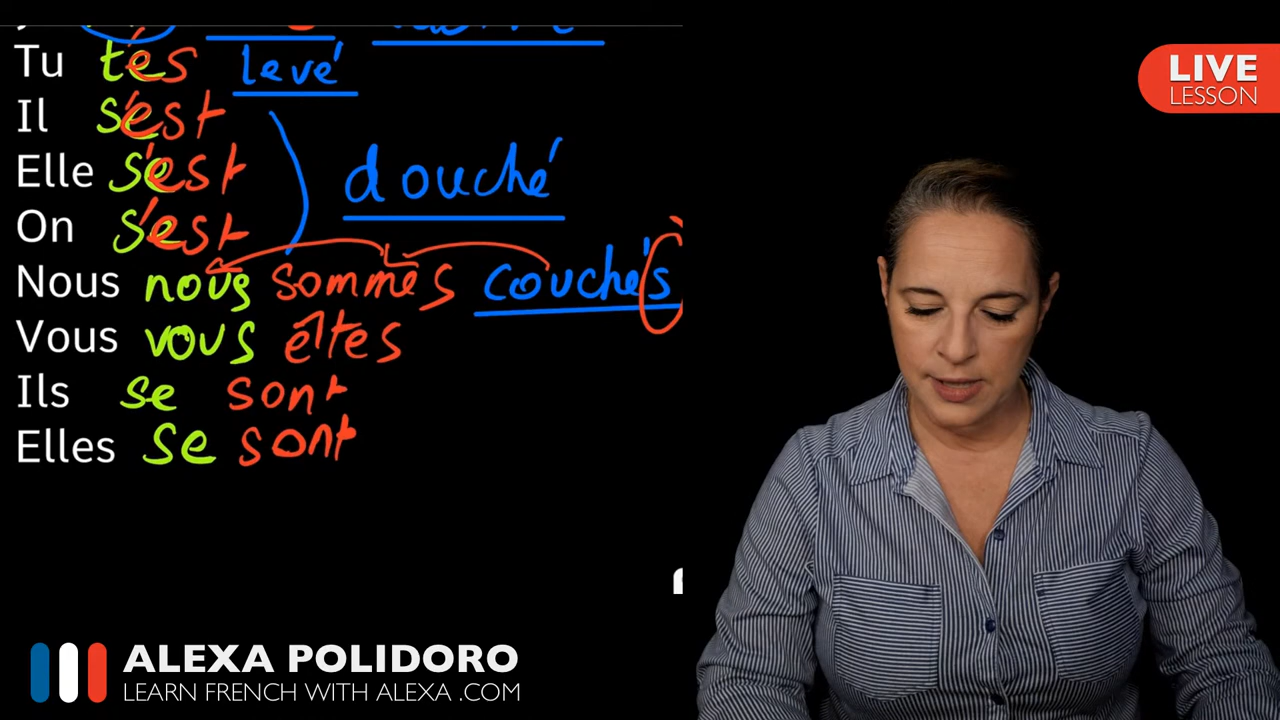 Tu t'es levé
Il s'est
Elle s'est douché
On s'est
Nous nous sommes couchés
Vous vous êtes
Ils se sont
Elles se sont
LIVE
LESSON
ALEXA POLIDORO
LEARN FRENCH WITH ALEXA .COM